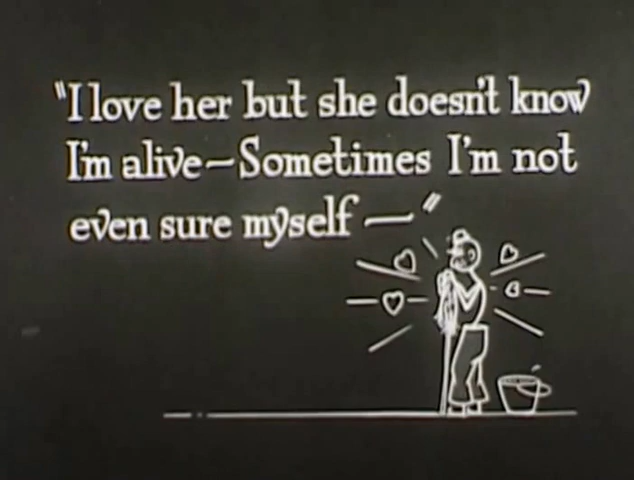 "I love her but she doesn't know
I'm alive—Sometimes I'm not
even sure myself —"